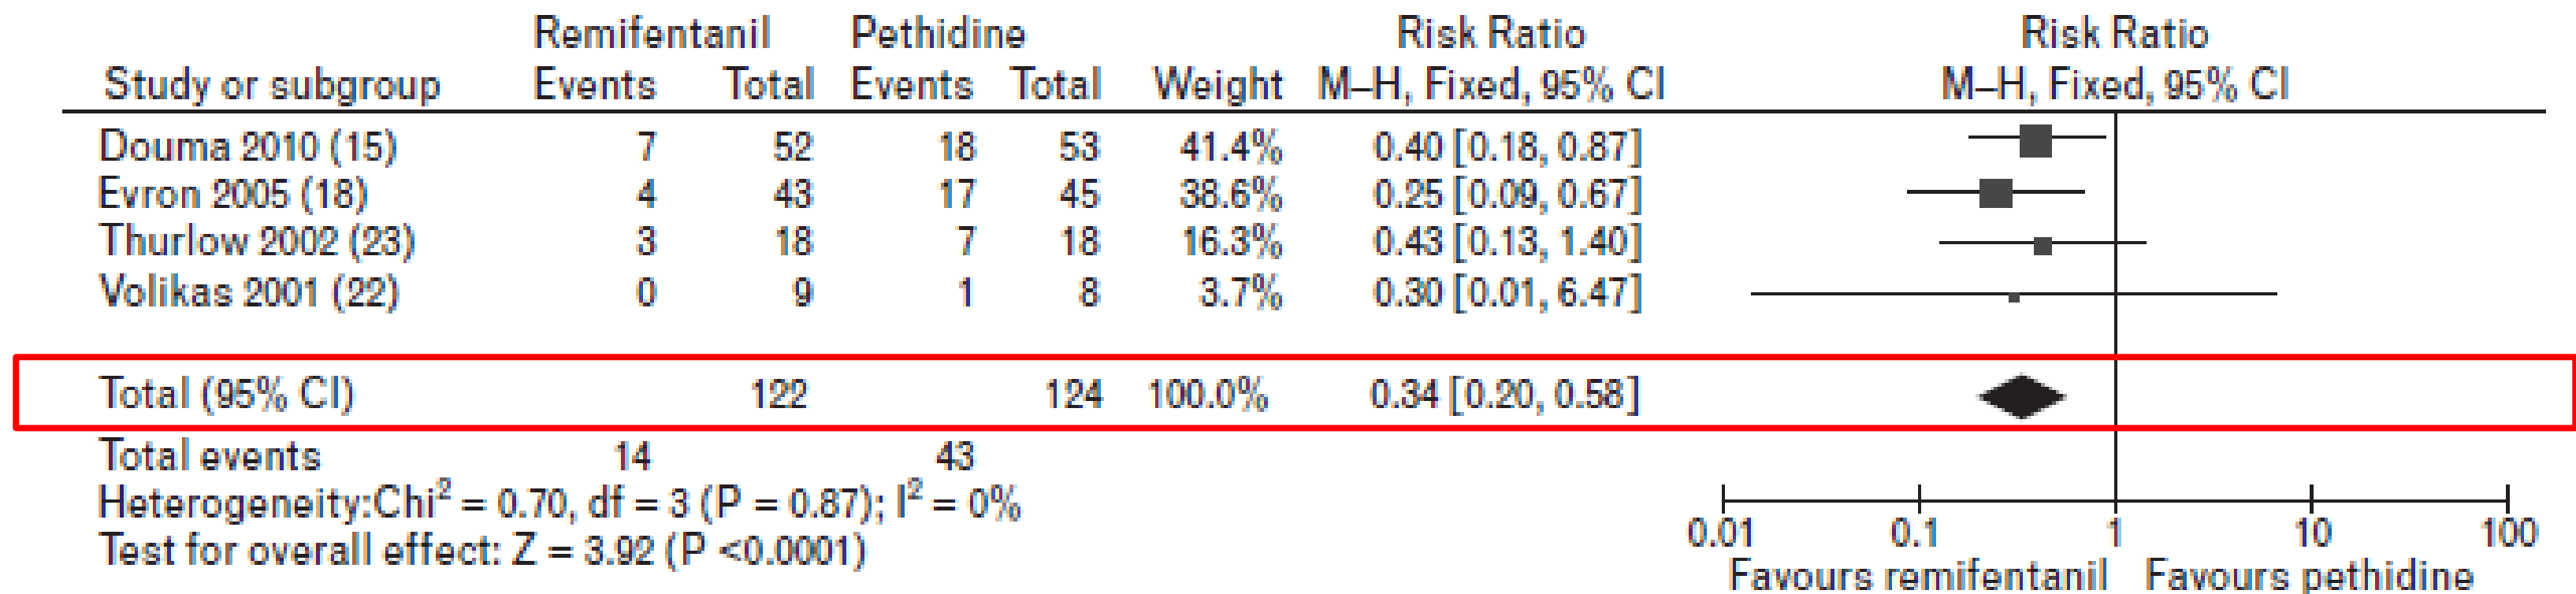 Remifentanil Pethidine Risk Ratio Risk Ratio
Study or subgroup Events Total Events Total Weight M–H, Fixed, 95% CI M–H, Fixed, 95% CI
Douma 2010 (15) 7 52 18 53 41.4% 0.40 [0.18, 0.87]
Evron 2005 (18) 4 43 17 45 38.6% 0.25 [0.09, 0.67]
Thurlow 2002 (23) 3 18 7 18 16.3% 0.43 [0.13, 1.40]
Volikas 2001 (22) 0 9 1 8 3.7% 0.30 [0.01, 6.47]
Total (95% CI) 122 124 100.0% 0.34 [0.20, 0.58]
Total events 14 43
Heterogeneity:Chi² = 0.70, df = 3 (P = 0.87); I² = 0%
Test for overall effect: Z = 3.92 (P <0.0001)
0.01 0.1 1 10 100
Favours remifentanil Favours pethidine